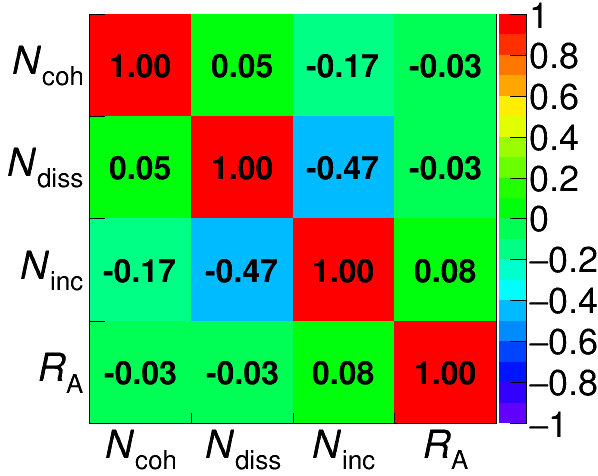 N_coh 1.00 0.05 -0.17 -0.03
N_diss 0.05 1.00 -0.47 -0.03
N_inc -0.17 -0.47 1.00 0.08
R_A -0.03 -0.03 0.08 1.00
N_coh N_diss N_inc R_A
1
0.8
0.6
0.4
0.2
0
−0.2
−0.4
−0.6
−0.8
−1